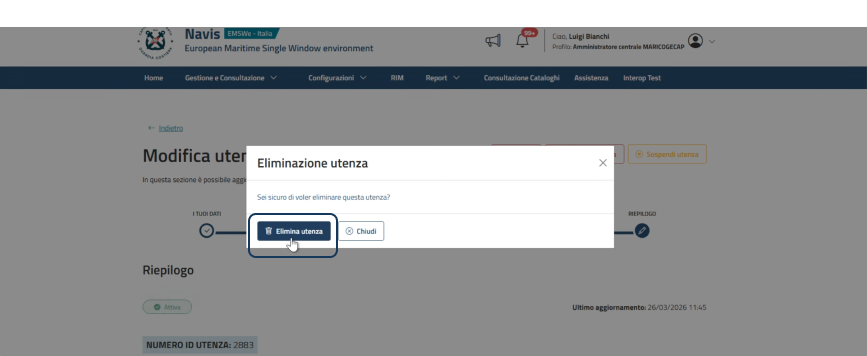 Navis EMSWe - Italia
European Maritime Single Window environment
99+
Ciao, Luigi Bianchi
Profilo: Amministratore centrale MARICOGECAP
Home Gestione e Consultazione Configurazioni RIM Report Consultazione Cataloghi Assistenza Interop Test
← Indietro
Modifica uten
Eliminazione utenza
Sospendi utenza
In questa sezione è possibile aggio
Sei sicuro di voler eliminare questa utenza?
I TUOI DATI
RIEPILOGO
Elimina utenza
Chiudi
Riepilogo
Attiva
Ultimo aggiornamento: 26/03/2026 11:45
NUMERO ID UTENZA: 2883